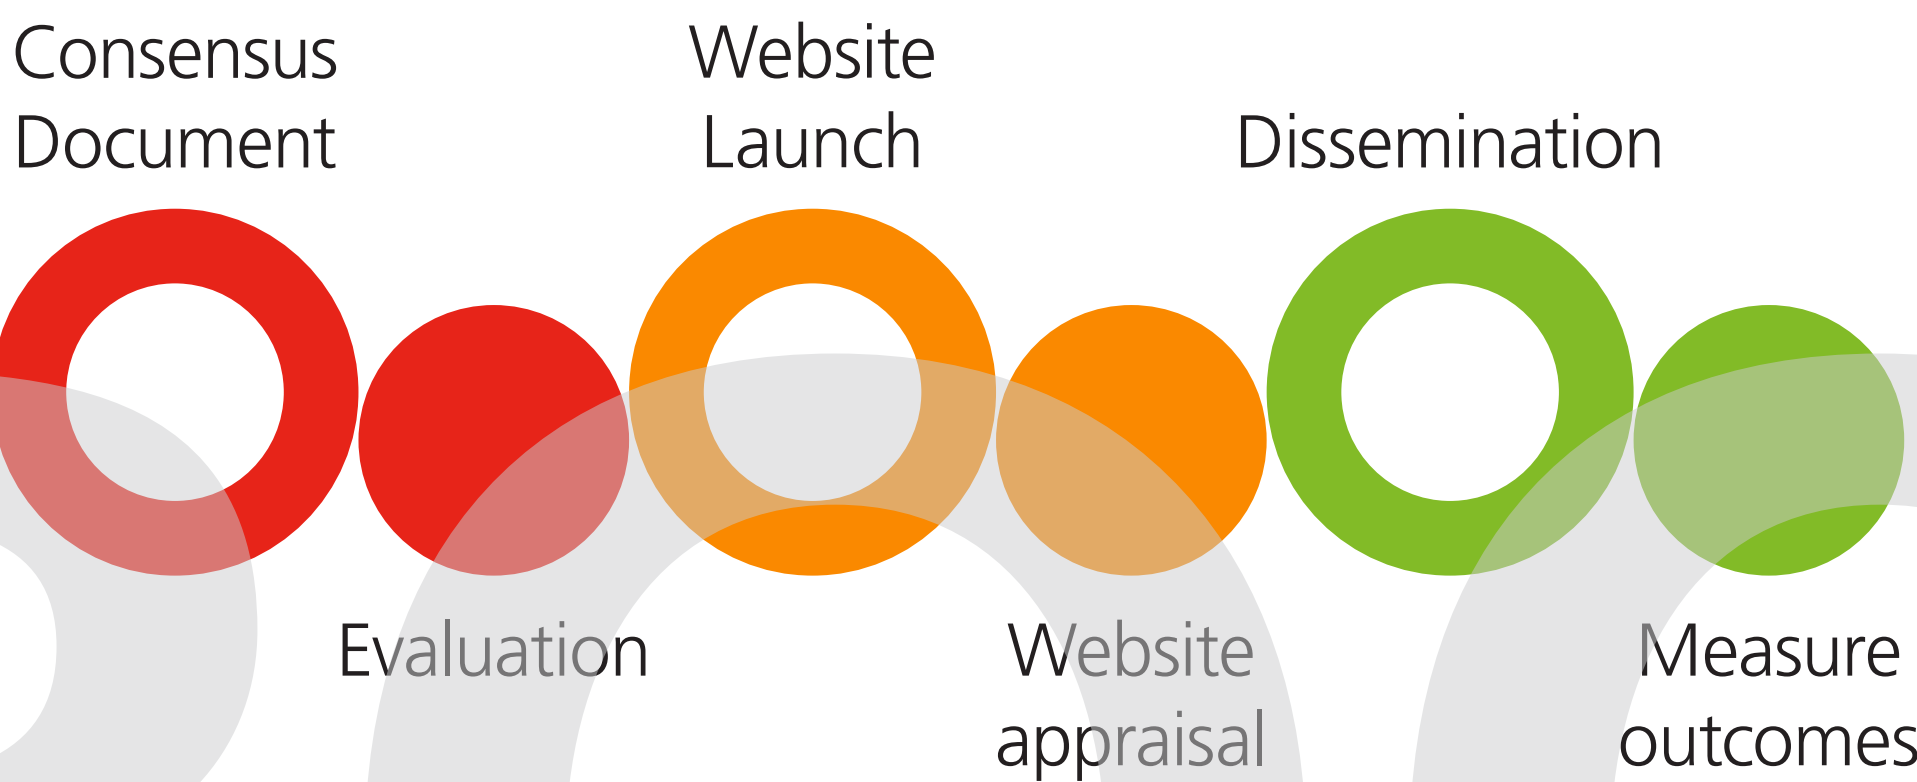 Consensus
Document
Website
Launch
Dissemination
Evaluation
Website
appraisal
Measure
outcomes